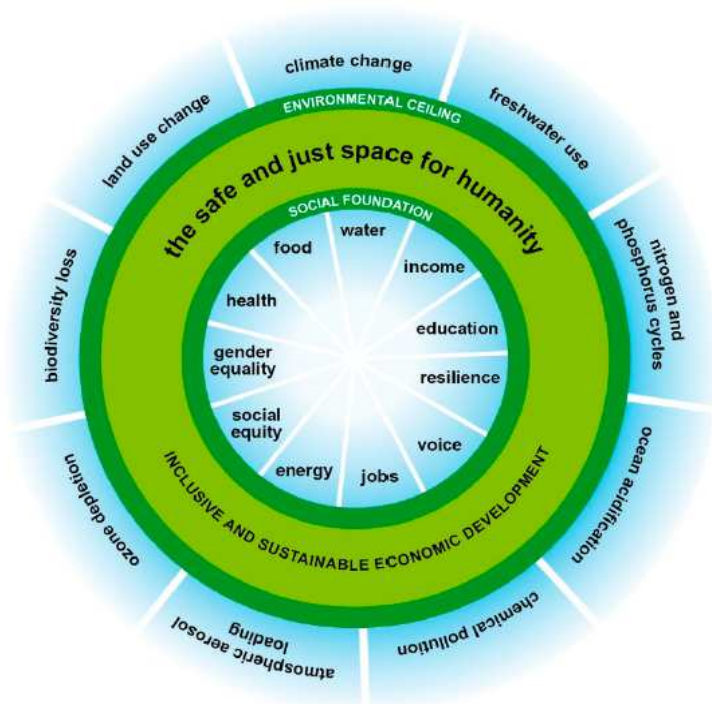 climate change
freshwater use
nitrogen and
phosphorus cycles
ocean acidification
chemical pollution
atmospheric aerosol
loading
ozone depletion
biodiversity loss
land use change
ENVIRONMENTAL CEILING
the safe and just space for humanity
SOCIAL FOUNDATION
water
income
education
resilience
voice
jobs
energy
social
equity
gender
equality
health
food
INCLUSIVE AND SUSTAINABLE ECONOMIC DEVELOPMENT